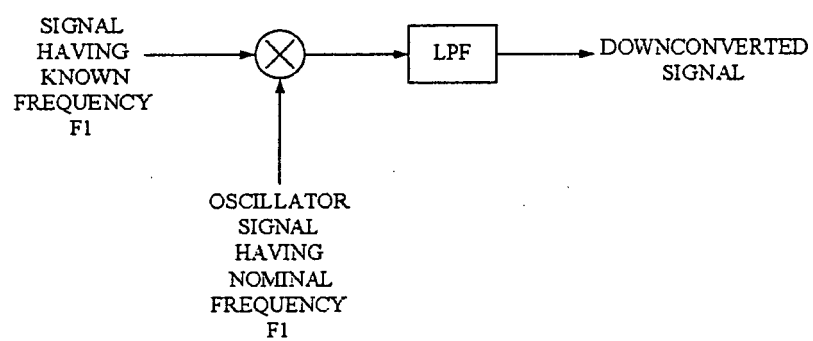 SIGNAL
HAVING
KNOWN
FREQUENCY
F1
LPF
DOWNCONVERTED
SIGNAL
OSCILLATOR
SIGNAL
HAVING
NOMINAL
FREQUENCY
F1